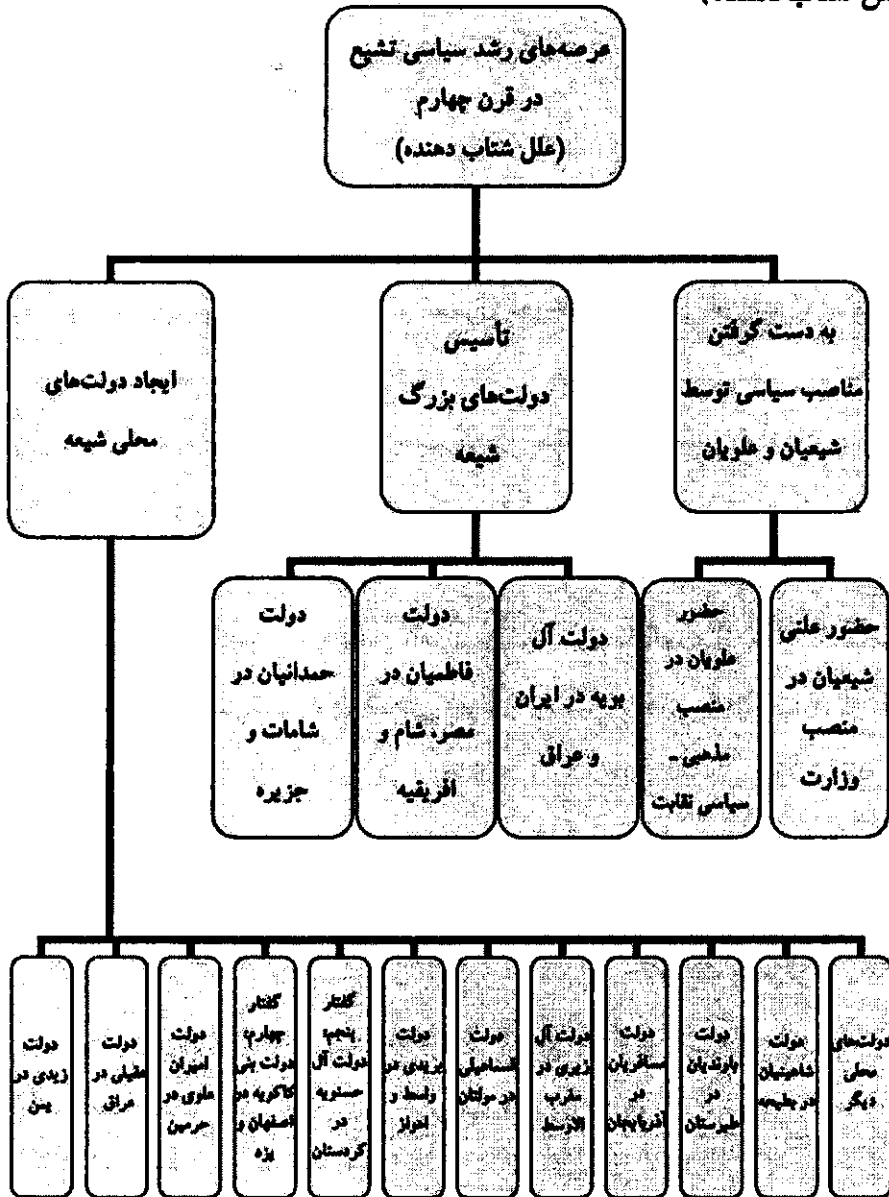 عرصه‌های رشد سیاسی تشیع
در قرن چهارم
(علل شتاب دهنده)
به دست گرفتن
مناصب سیاسی توسط
شیعیان و علویان
تأسیس
دولت‌های بزرگ
شیعه
ایجاد دولت‌های
محلی شیعه
حضور علنی
شیعیان در
منصب
وزارت
حضور
علویان در
منصب
مذهبی ـ
سیاسی نقابت
دولت آل
بویه در ایران
و عراق
دولت
فاطمیان در
مصر، شام و
افریقیه
دولت
حمدانیان در
شامات و
جزیره
دولت‌های
محلی
دیگر
دولت
شاهینیان
در بطیحه
دولت
باوندیان
در
طبرستان
دولت
مسافریان
در
آذربایجان
دولت آل
زیری در
مغرب
الاوسط
دولت
اسماعیلی
در مولتان
دولت
بریدی در
واسط و
اهواز
گفتار
پنجم:
دولت آل
حسنویه
در
کردستان
گفتار
چهارم:
دولت بنی
کاکویه در
اصفهان و
یزد
دولت
امیران
علوی در
حرمین
دولت
عقیلی در
عراق
دولت
زیدی در
یمن